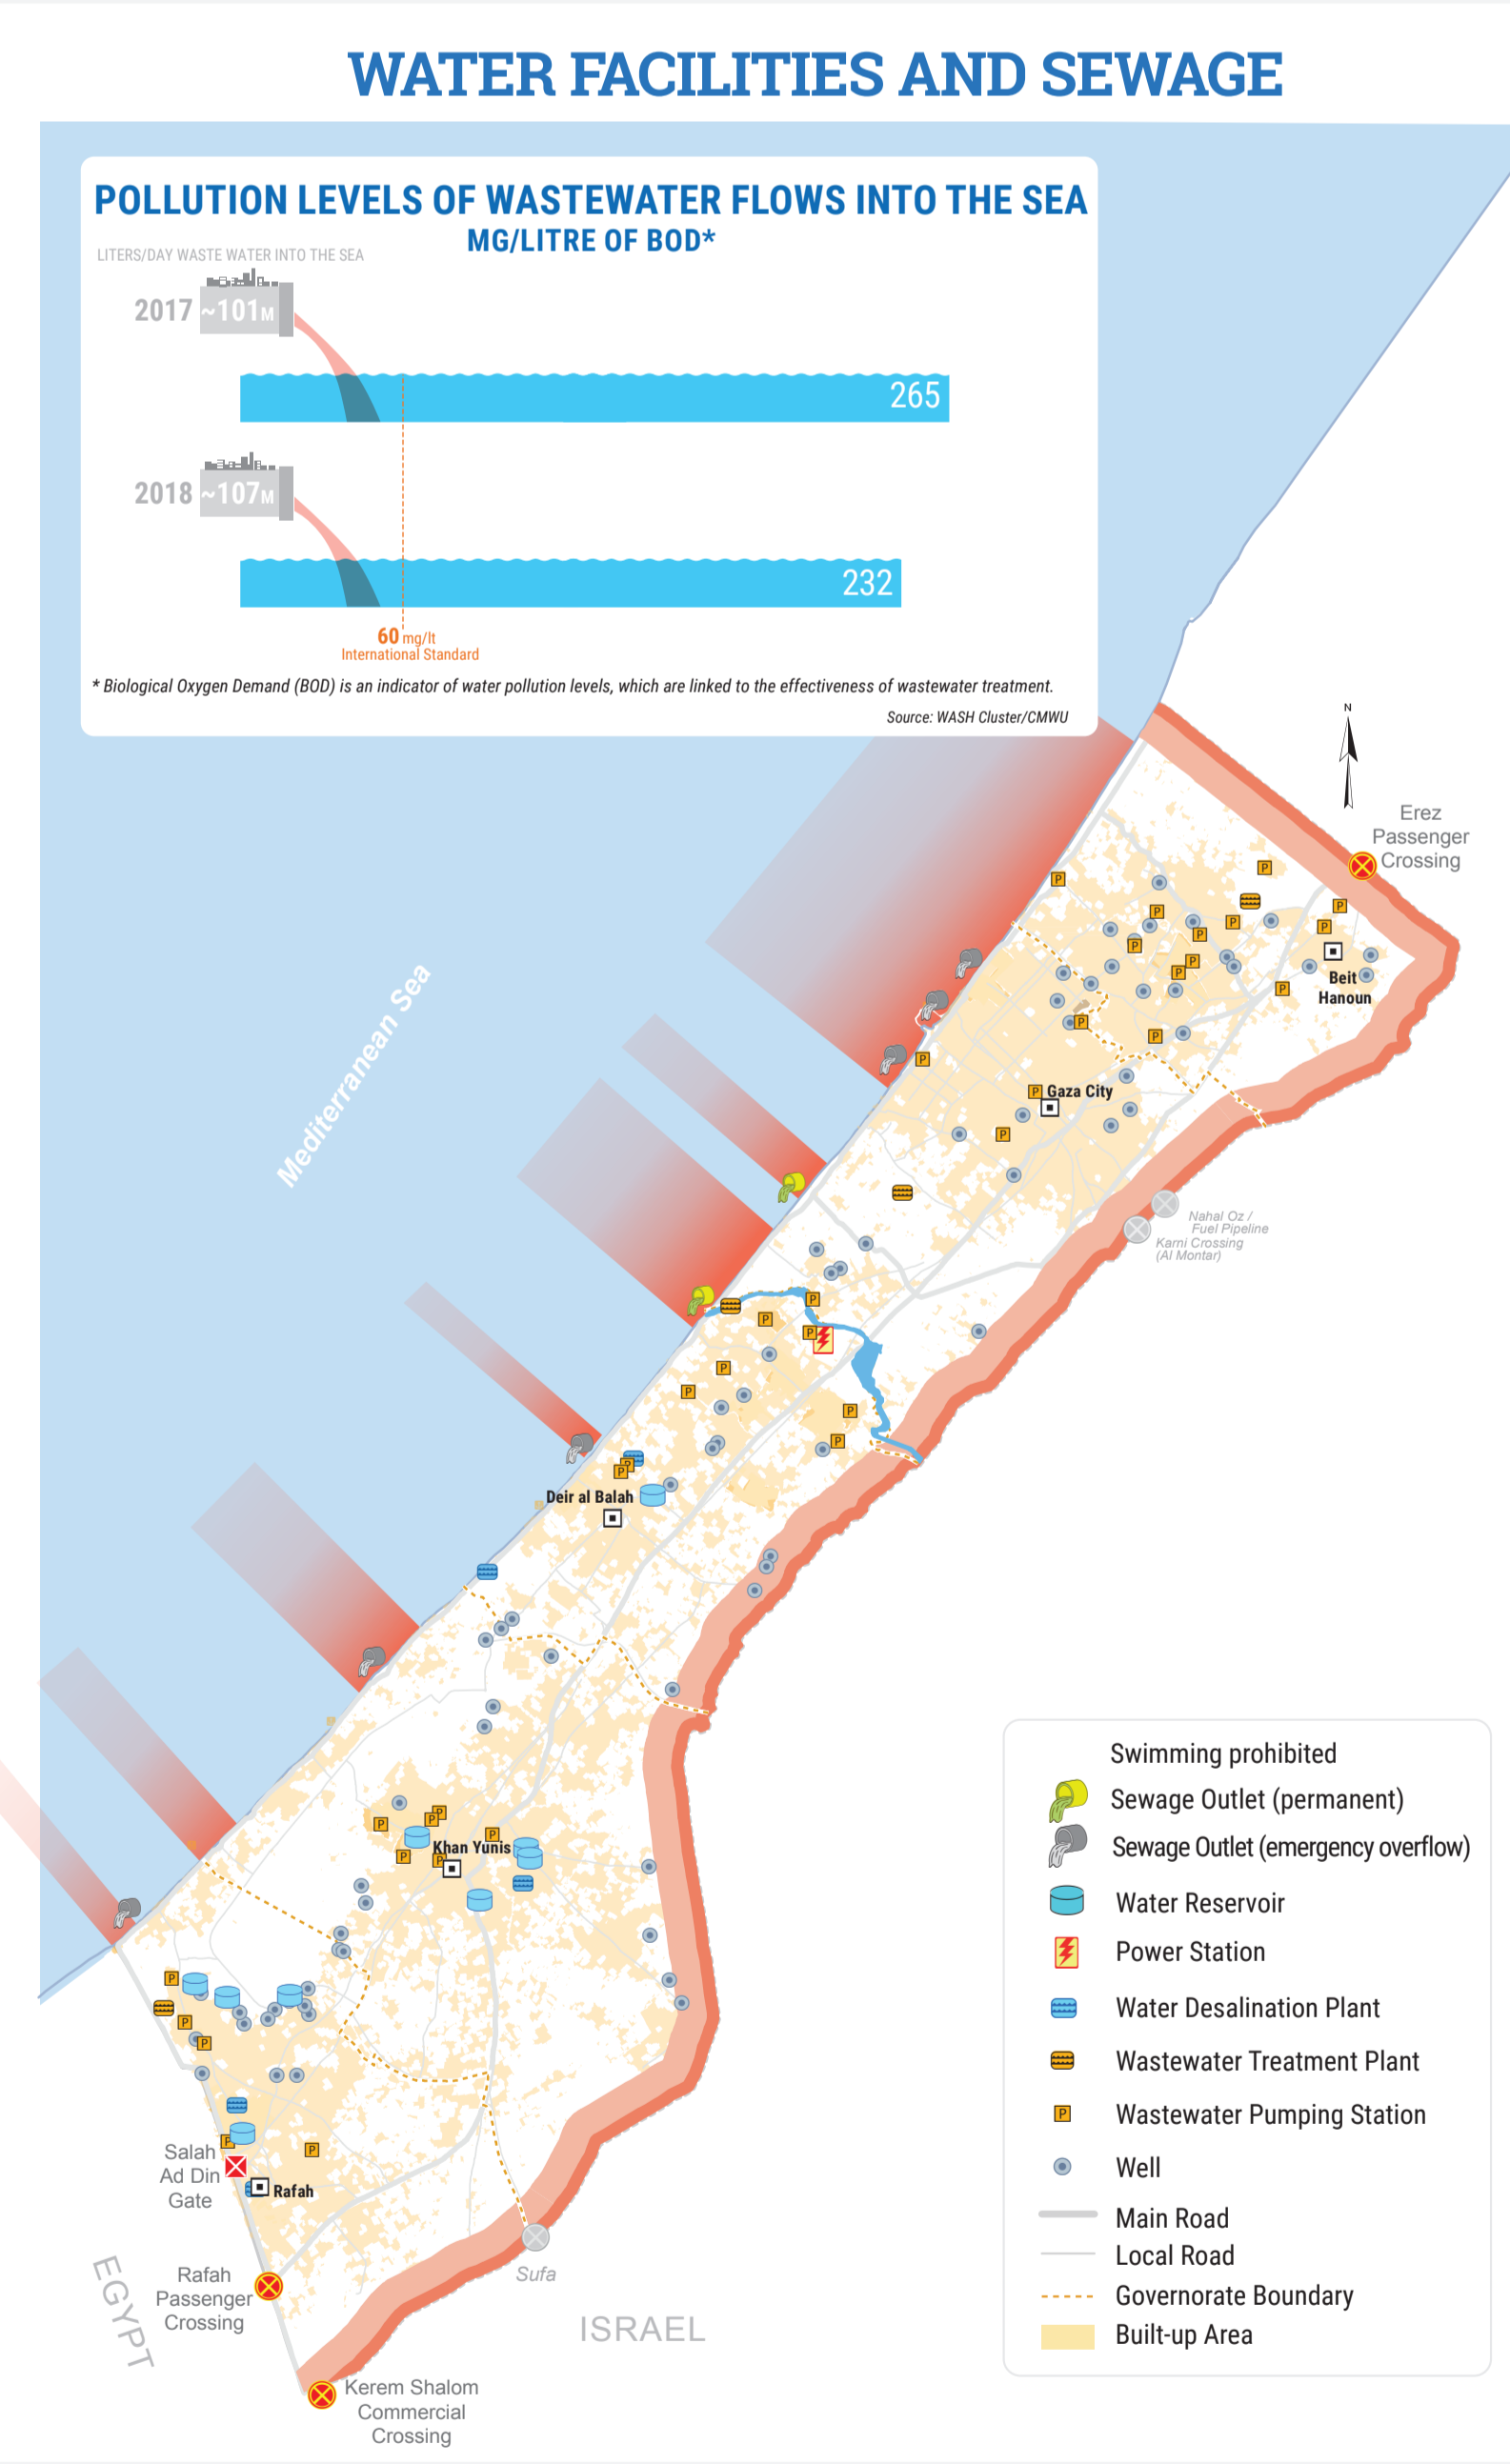 WATER FACILITIES AND SEWAGE
POLLUTION LEVELS OF WASTEWATER FLOWS INTO THE SEA
MG/LITRE OF BOD*
LITERS/DAY WASTE WATER INTO THE SEA
2017 ~101M
265
2018 ~107M
232
60 mg/lt
International Standard
* Biological Oxygen Demand (BOD) is an indicator of water pollution levels, which are linked to the effectiveness of wastewater treatment.
Source: WASH Cluster/CMWU
N
Erez
Passenger
Crossing
Mediterranean Sea
Beit
Hanoun
Gaza City
Nahal Oz /
Fuel Pipeline
Karni Crossing
(Al Montar)
Deir al Balah
Khan Yunis
Salah
Ad Din
Gate
Rafah
Rafah
Passenger
Crossing
EGYPT
Sufa
ISRAEL
Kerem Shalom
Commercial
Crossing
Swimming prohibited
Sewage Outlet (permanent)
Sewage Outlet (emergency overflow)
Water Reservoir
Power Station
Water Desalination Plant
Wastewater Treatment Plant
P Wastewater Pumping Station
Well
Main Road
Local Road
Governorate Boundary
Built-up Area